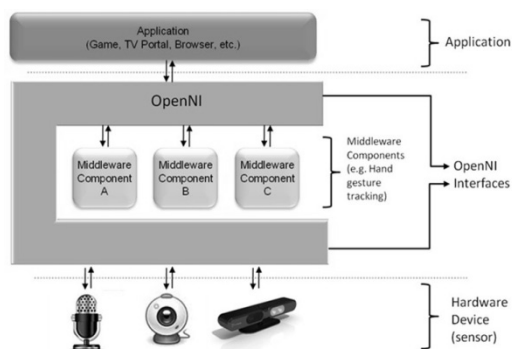 Application
(Game, TV Portal, Browser, etc.)
Application
OpenNI
Middleware
Component
A
Middleware
Component
B
Middleware
Component
C
Middleware
Components
(e.g. Hand
gesture
tracking)
OpenNI
Interfaces
Hardware
Device
(sensor)